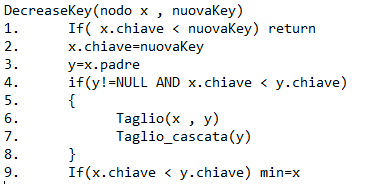 DecreaseKey(nodo x , nuovaKey)
1. If( x.chiave < nuovaKey) return
2. x.chiave=nuovaKey
3. y=x.padre
4. if(y!=NULL AND x.chiave < y.chiave)
5. {
6. Taglio(x , y)
7. Taglio_cascata(y)
8. }
9. If(x.chiave < y.chiave) min=x